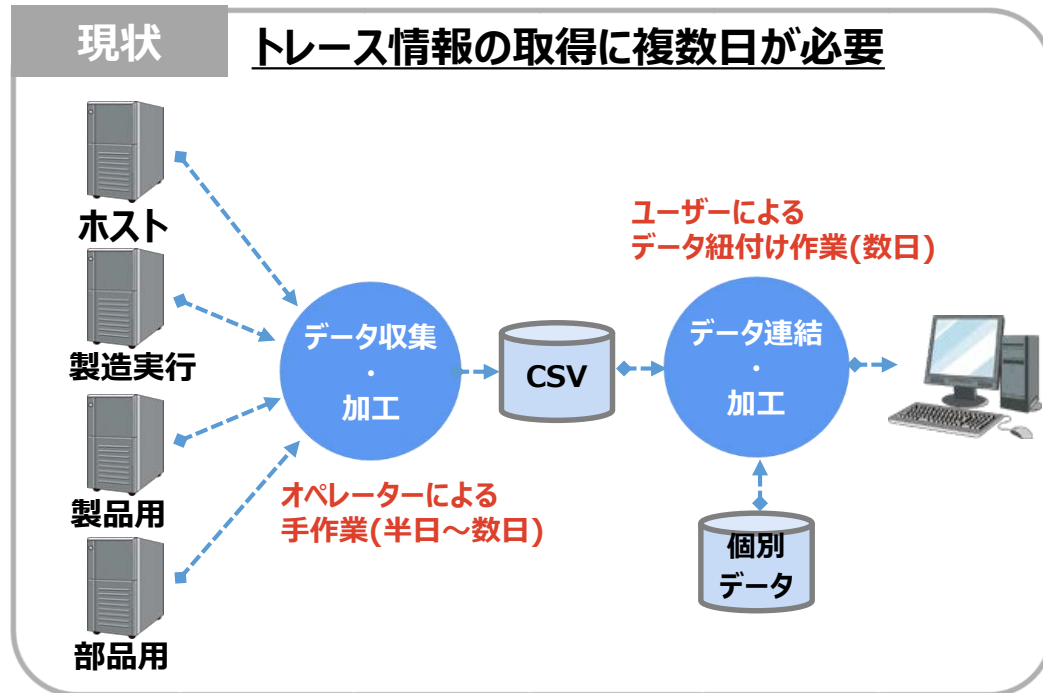 現状
トレース情報の取得に複数日が必要
ホスト
製造実行
製品用
部品用
データ収集
・
加工
オペレーターによる
手作業(半日～数日)
CSV
ユーザーによる
データ紐付け作業(数日)
データ連結
・
加工
個別
データ